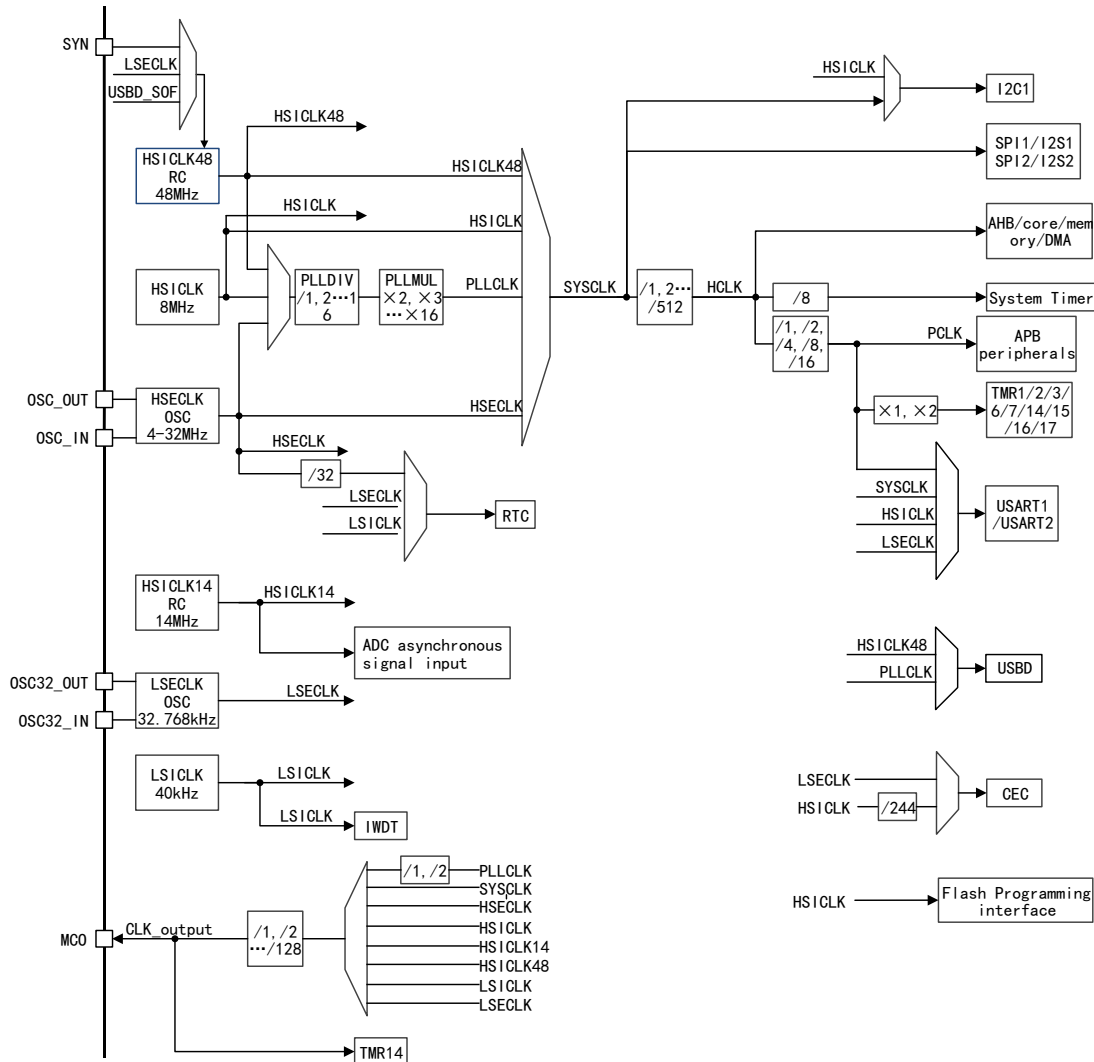 SYN
LSECLK
USBD_SOF
HSICLK48
RC
48MHz
HSICLK48
HSICLK48
HSICLK
HSICLK
HSICLK
8MHz
PLLDIV
/1, 2…1
6
PLLMUL
×2, ×3
…×16
PLLCLK
OSC_OUT
OSC_IN
HSECLK
OSC
4-32MHz
HSECLK
HSECLK
/32
LSECLK
LSICLK
RTC
SYSCLK
/1, 2…
/512
HCLK
HSICLK
I2C1
SPI1/I2S1
SPI2/I2S2
AHB/core/mem
ory/DMA
/8
System Timer
/1, /2,
/4, /8,
/16
PCLK
APB
peripherals
×1, ×2
TMR1/2/3/
6/7/14/15
/16/17
SYSCLK
HSICLK
LSECLK
USART1
/USART2
HSICLK14
RC
14MHz
HSICLK14
ADC asynchronous
signal input
HSICLK48
PLLCLK
USBD
OSC32_OUT
OSC32_IN
LSECLK
OSC
32.768kHz
LSECLK
LSICLK
40kHz
LSICLK
LSICLK
IWDT
LSECLK
HSICLK
/244
CEC
MCO
CLK_output
/1, /2
…/128
/1, /2
PLLCLK
SYSCLK
HSECLK
HSICLK
HSICLK14
HSICLK48
LSICLK
LSECLK
TMR14
HSICLK
Flash Programming
interface